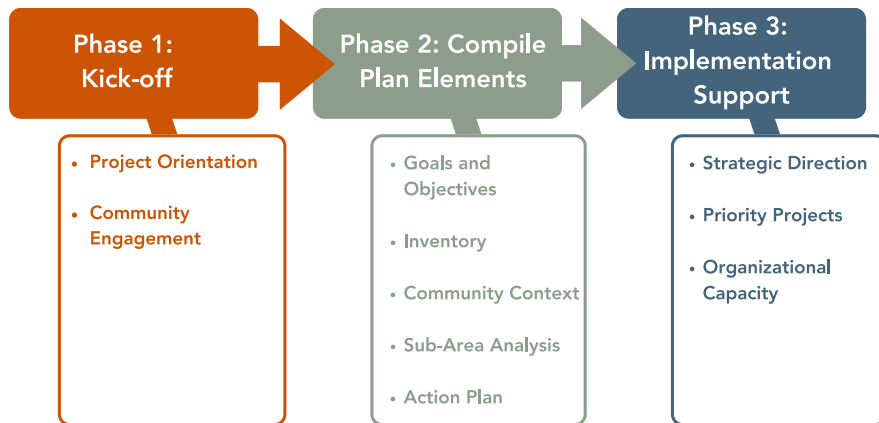 Phase 1:
Kick-off
• Project Orientation
• Community
Engagement
Phase 2: Compile
Plan Elements
• Goals and
Objectives
• Inventory
• Community Context
• Sub-Area Analysis
• Action Plan
Phase 3:
Implementation
Support
• Strategic Direction
• Priority Projects
• Organizational
Capacity